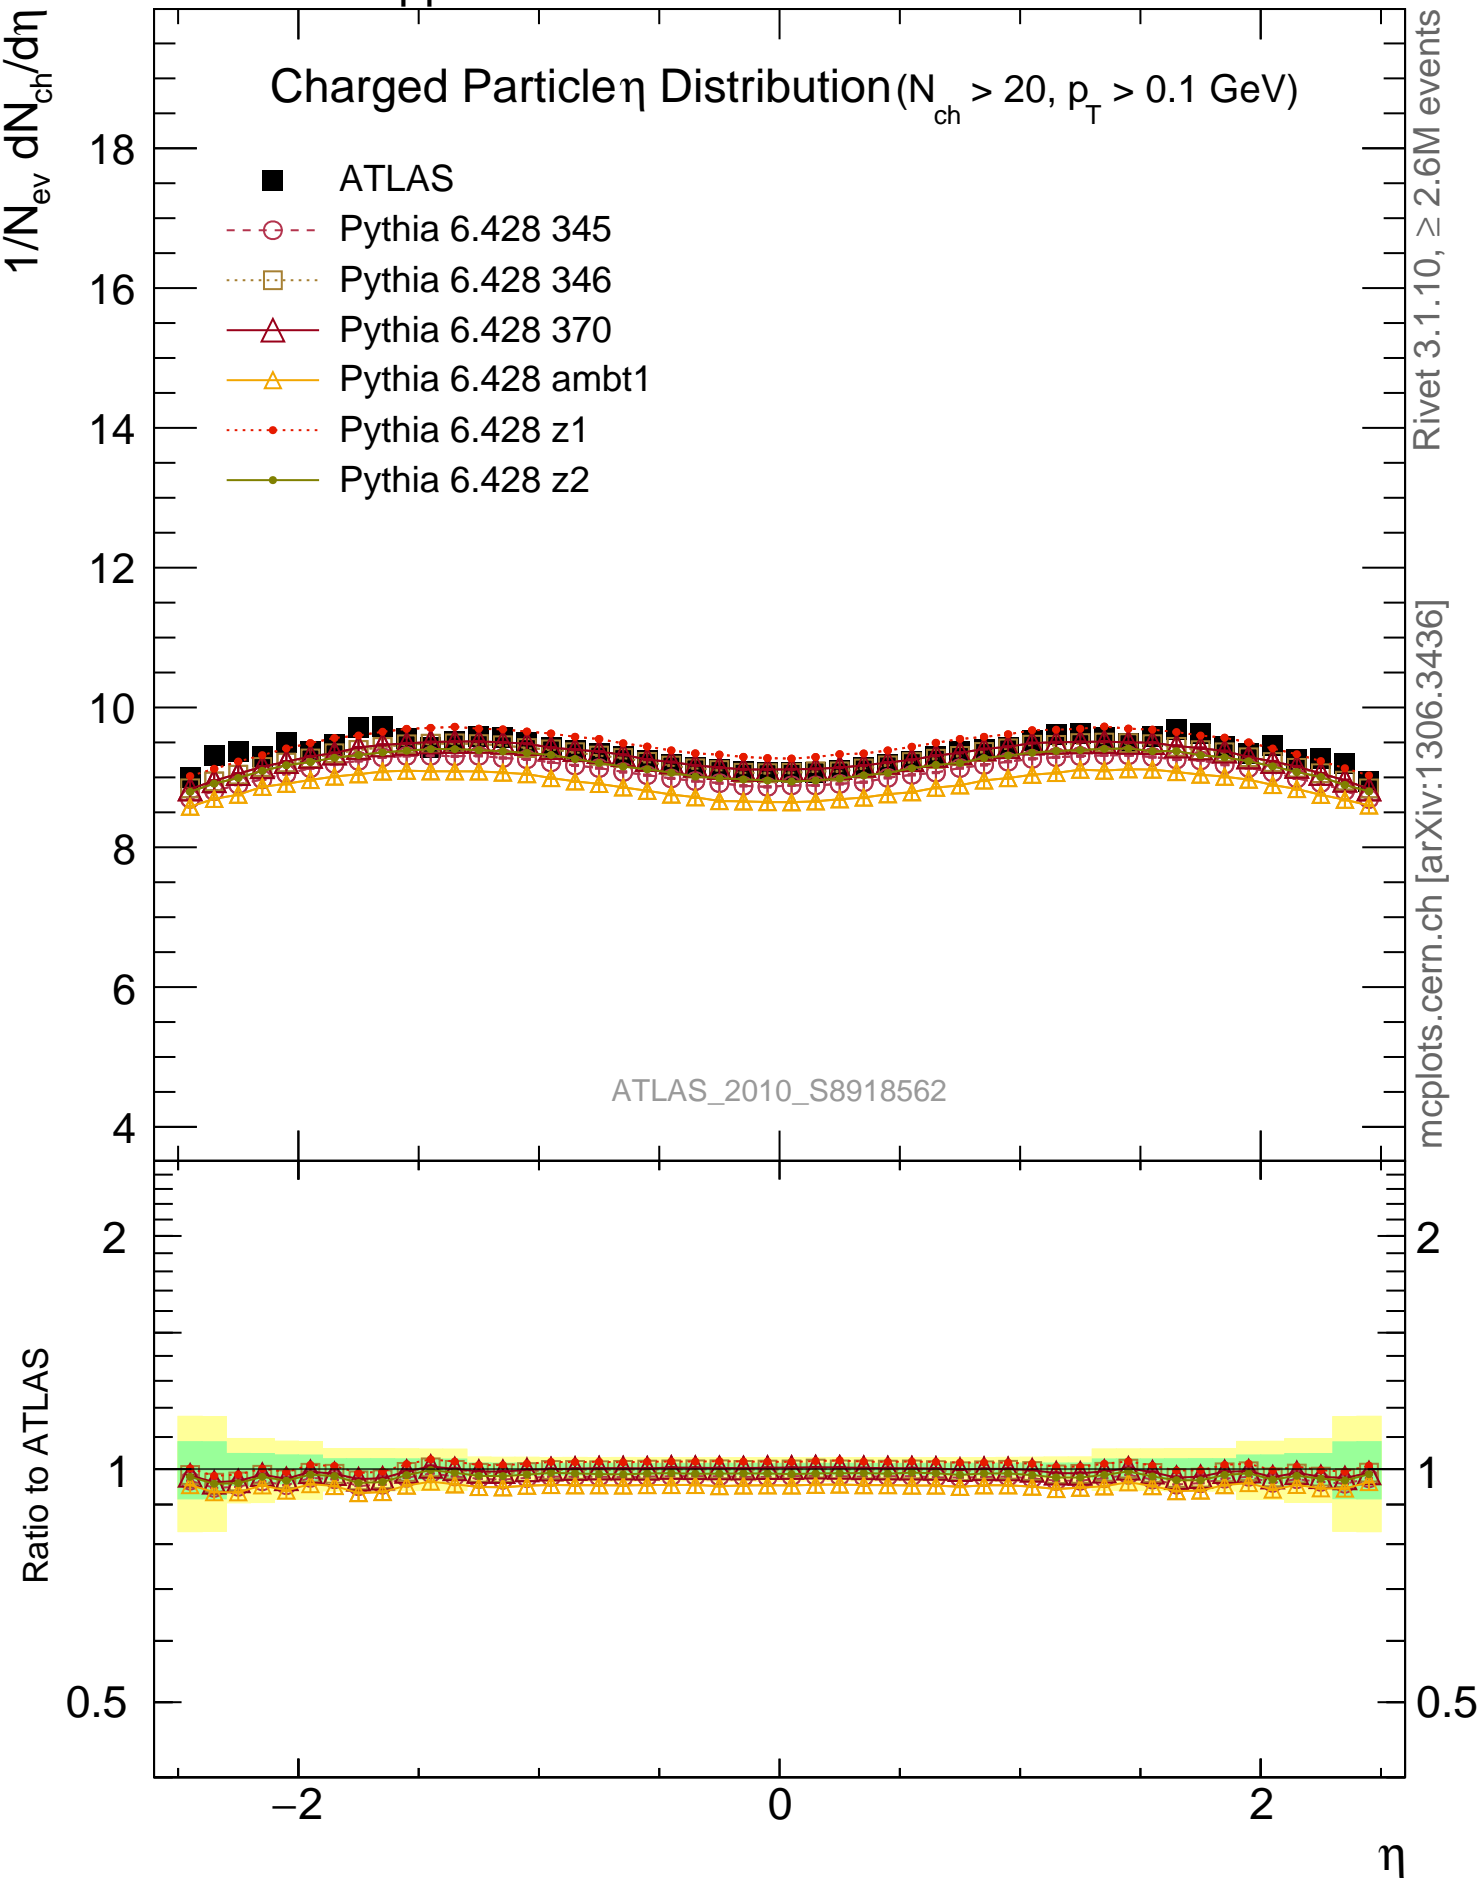 1/N_ev dN_ch/dη
Charged Particle η Distribution (N_ch > 20, p_T > 0.1 GeV)
ATLAS
Pythia 6.428 345
Pythia 6.428 346
Pythia 6.428 370
Pythia 6.428 ambt1
Pythia 6.428 z1
Pythia 6.428 z2
18
16
14
12
10
8
6
4
ATLAS_2010_S8918562
Rivet 3.1.10, ≥ 2.6M events
mcplots.cern.ch [arXiv:1306.3436]
Ratio to ATLAS
2
1
0.5
2
1
0.5
−2
0
2
η